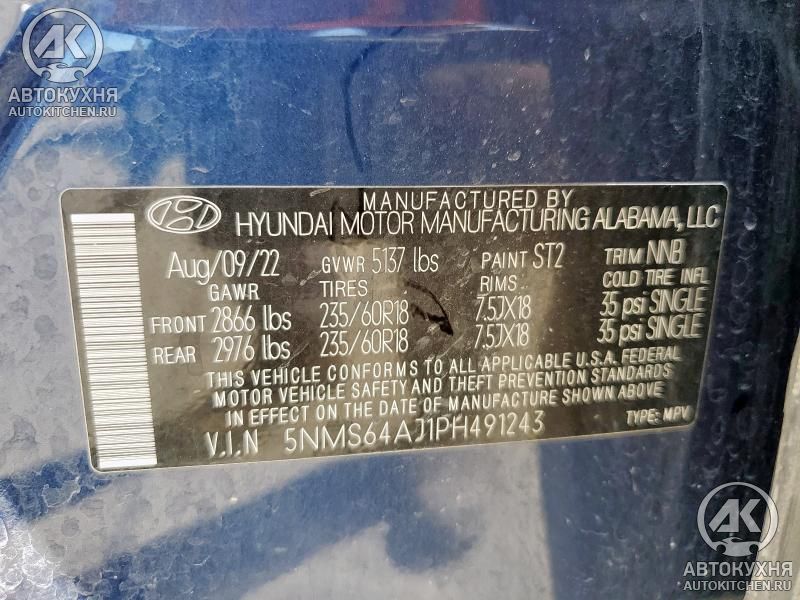 АВТОКУХНЯ
AUTOKITCHEN.RU
MANUFACTURED BY
HYUNDAI MOTOR MANUFACTURING ALABAMA, LLC
Aug/09/22 GVWR 5137 lbs PAINT ST2 TRIM NNB
GAWR TIRES RIMS COLD TIRE INFL
FRONT 2866 lbs 235/60R18 7.5JX18 35 psi SINGLE
REAR 2976 lbs 235/60R18 7.5JX18 35 psi SINGLE
THIS VEHICLE CONFORMS TO ALL APPLICABLE U.S.A. FEDERAL
MOTOR VEHICLE SAFETY AND THEFT PREVENTION STANDARDS
IN EFFECT ON THE DATE OF MANUFACTURE SHOWN ABOVE
V.I.N 5NMS64AJ1PH491243 TYPE: MPV
АВТОКУХНЯ
AUTOKITCHEN.RU